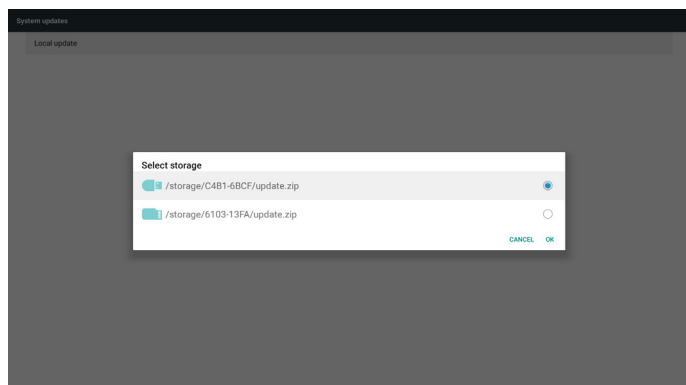 System updates
Local update
Select storage
/storage/C4B1-6BCF/update.zip
/storage/6103-13FA/update.zip
CANCEL OK